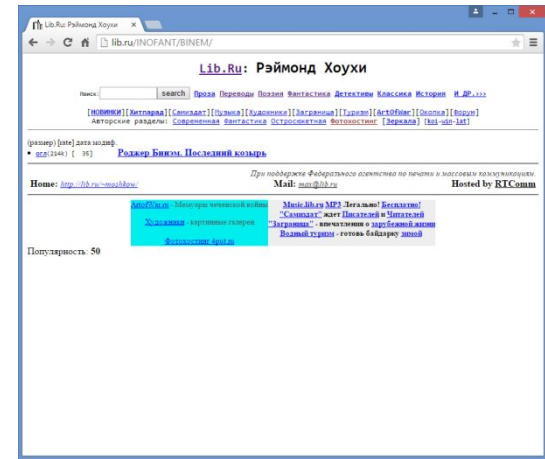 Lib.Ru: Рэймонд Хоухи
lib.ru/INOFANT/BINEM/
Lib.Ru: Рэймонд Хоухи
Поиск: search Проза Переводы Поэзия Фантастика Детективы Классика История И ДР.>>>
[НОВИНКИ][Хитпарад][Самиздат][Музыка][Художники][Заграница][Туризм][ArtOfWar][Окопка][Форум]
Авторские разделы: Современная Фантастика Остросюжетная Фотохостинг [Зеркала] [koi-win-lat]
(размер) [rate] дата модиф.
(214k) [ 35] Роджер Бинэм. Последний козырь
При поддержке Федерального агентства по печати и массовым коммуникациям.
Home: http://lib.ru/~moshkow/ Mail: max@lib.ru Hosted by RTComm
ArtofWar.ru - Мемуары чеченской войны
Художники - картинные галереи
Фотохостинг 4put.ru
Music.lib.ru MP3 Легально! Бесплатно!
"Самиздат" ждет Писателей и Читателей
"Заграница" - впечатления о зарубежной жизни
Водный туризм - готовь байдарку зимой
Популярность: 50